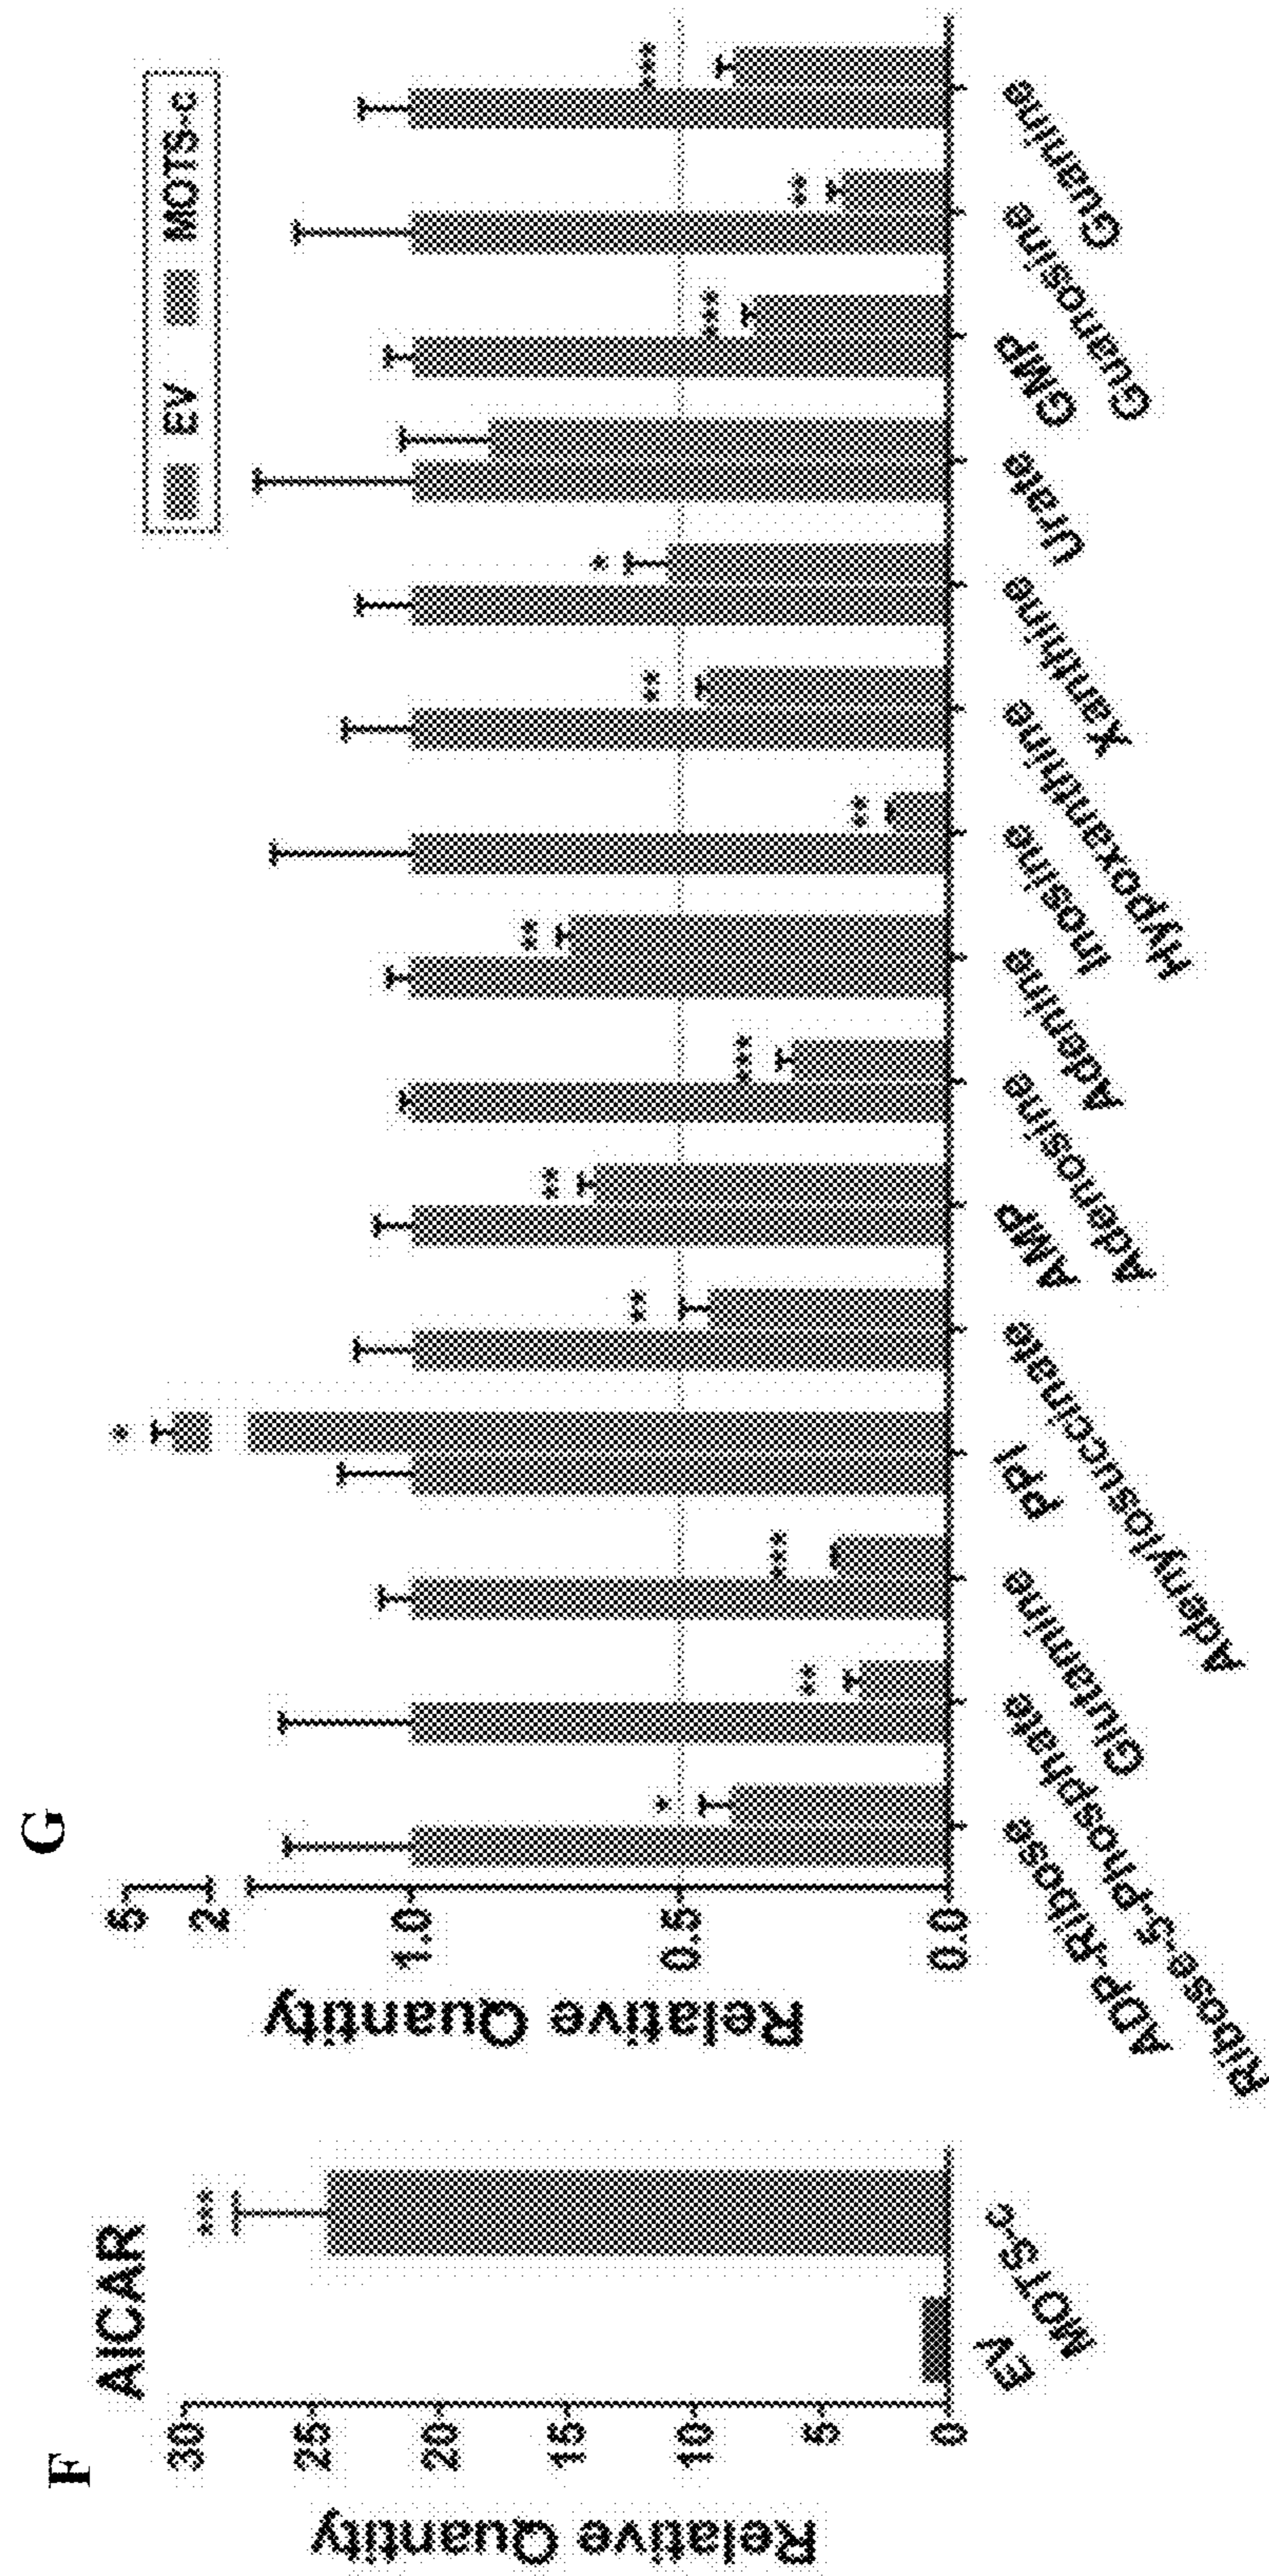 F
AICAR
Relative Quantity
30
25
20
15
10
5
0
***
EV
MOTS-c
G
EV MOTS-c
Relative Quantity
5
2
1.0
0.5
0.0
*
**
***
*
**
**
***
**
**
**
*
***
**
***
ADP-Ribose
Ribose-5-Phosphate
Glutamine
PPi
Adenylosuccinate
AMP
Adenosine
Adenine
Inosine
Hypoxanthine
Xanthine
Urate
GMP
Guanosine
Guanine